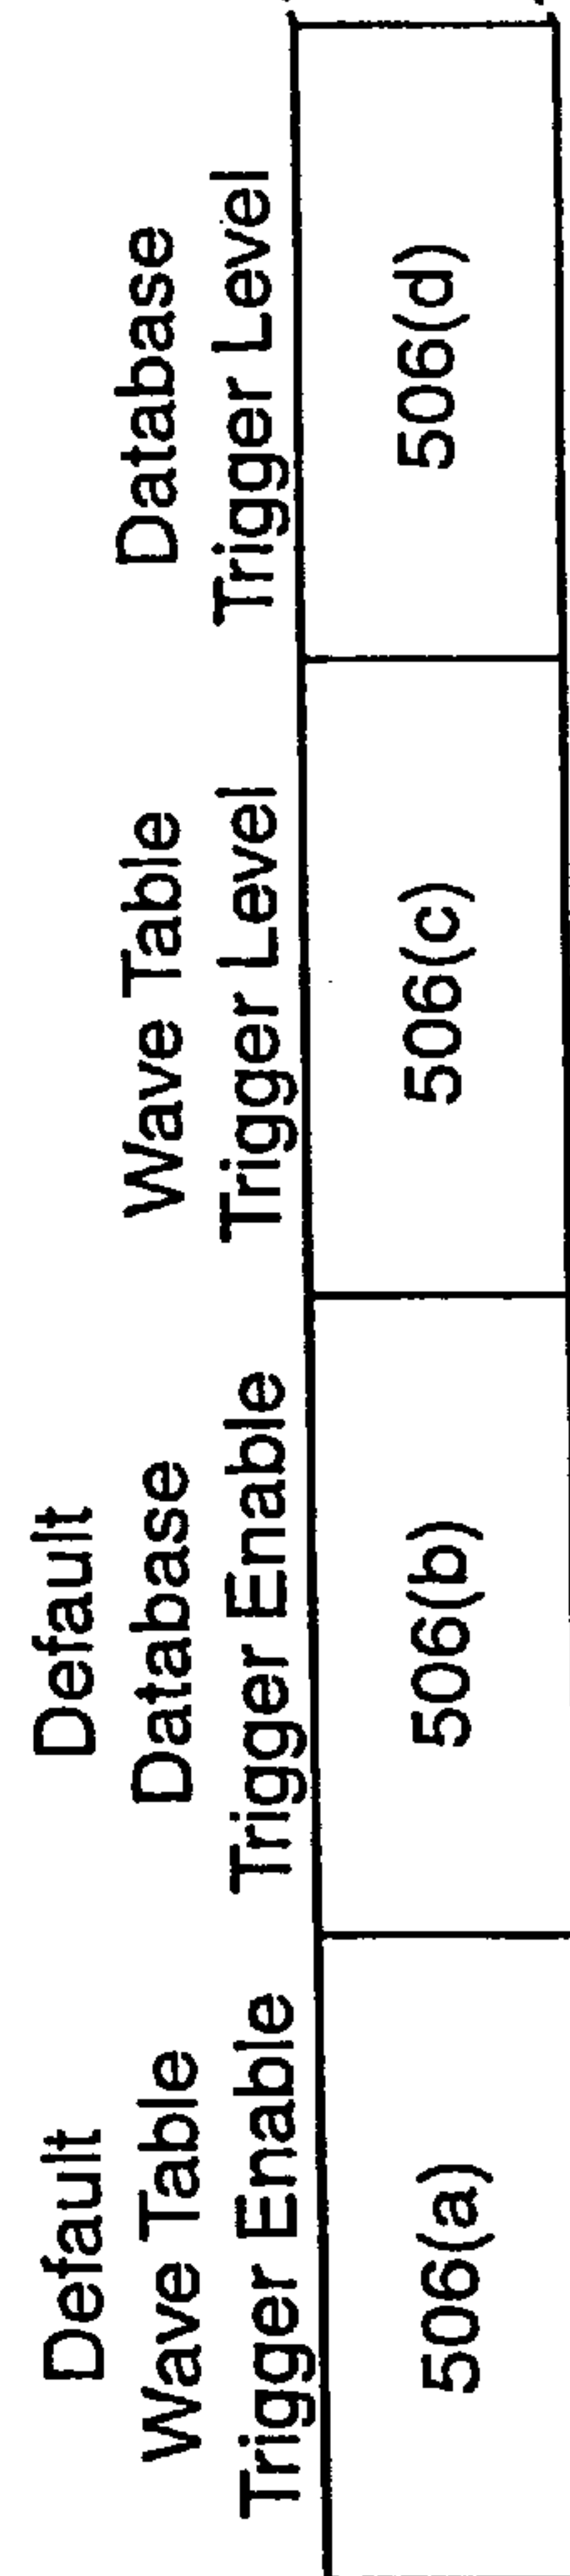 Default
Wave Table
Trigger Enable
506(a)
Default
Database
Trigger Enable
506(b)
Wave Table
Trigger Level
506(c)
Database
Trigger Level
506(d)